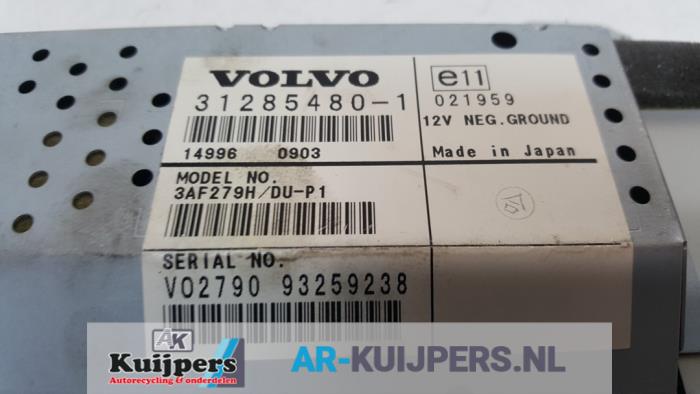 VOLVO
31285480-1
14996 0903
e11
021959
12V NEG.GROUND
Made in Japan
MODEL NO.
3AF279H/DU-P1
SERIAL NO.
V02790 93259238
AK
Kuijpers
Autorecycling & onderdelen
AR-KUIJPERS.NL